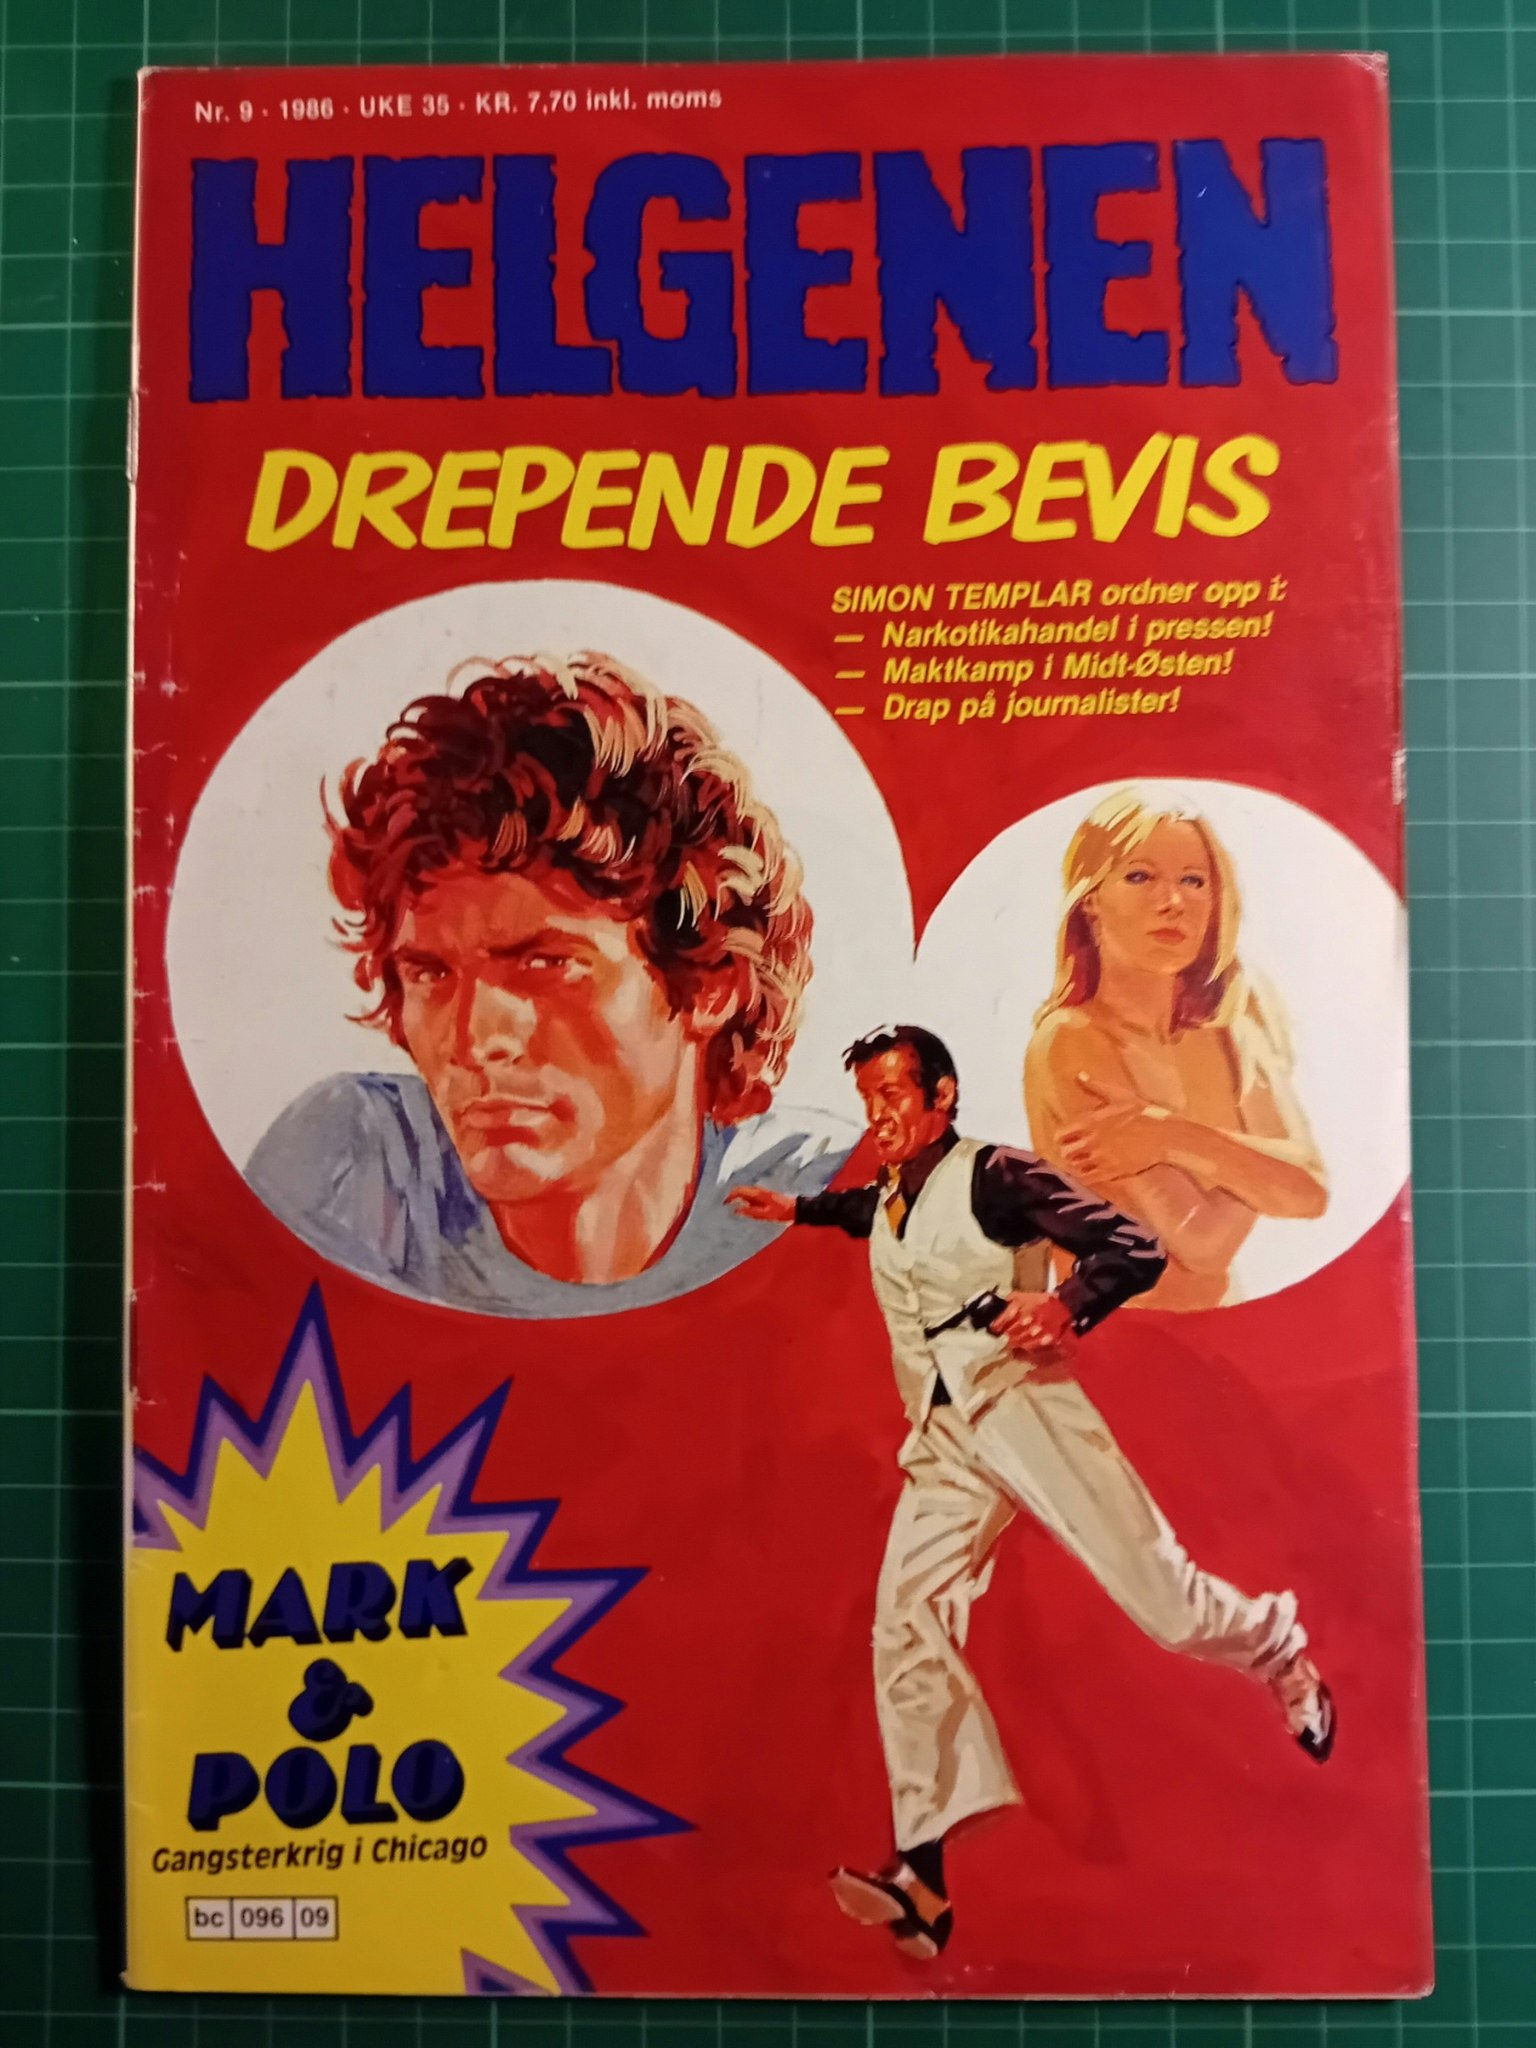 Nr. 9 · 1986 · UKE 35 · KR. 7,70 inkl. moms
HELGENEN
DREPENDE BEVIS
SIMON TEMPLAR ordner opp i:
— Narkotikahandel i pressen!
— Maktkamp i Midt-Østen!
— Drap på journalister!
MARK
&
POLO
Gangsterkrig i Chicago
bc 096 09